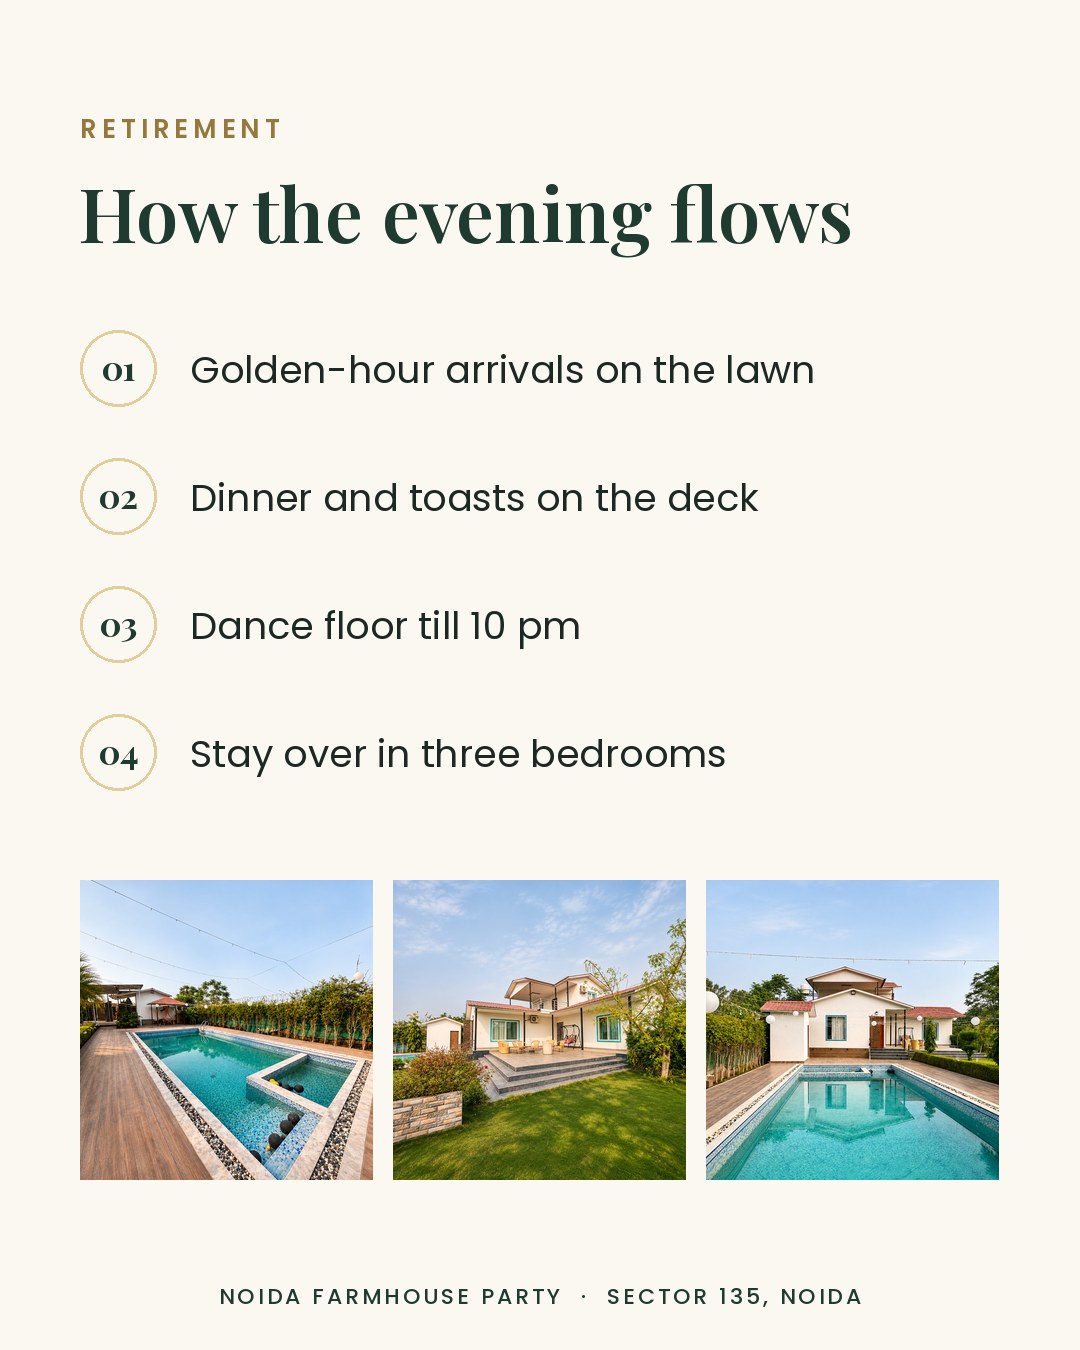 RETIREMENT
How the evening flows
01 Golden-hour arrivals on the lawn
02 Dinner and toasts on the deck
03 Dance floor till 10 pm
04 Stay over in three bedrooms
NOIDA FARMHOUSE PARTY · SECTOR 135, NOIDA